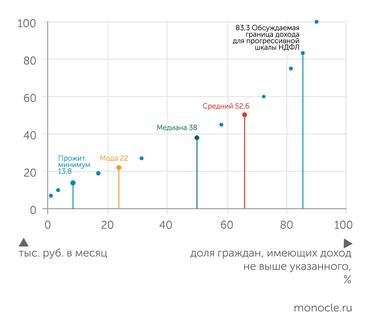 100
80
60
40
20
0
83,3 Обсуждаемая
граница дохода
для прогрессивной
шкалы НДФЛ
Средний 52,6
Медиана 38
Прожит.
минимум
13,8
Мода 22
0
20
40
60
80
100
тыс. руб. в месяц
доля граждан, имеющих доход
не выше указанного,
%
monocle.ru